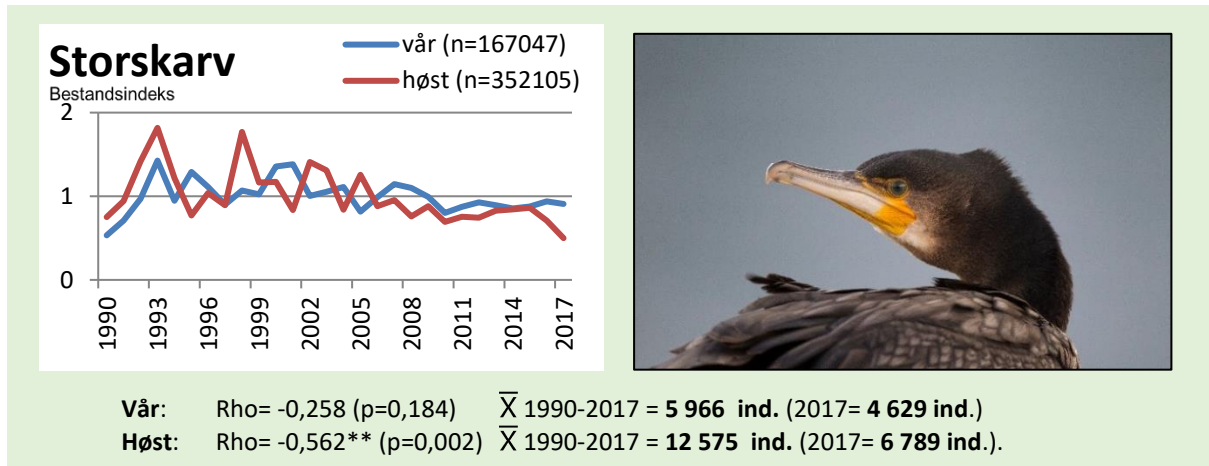 Storskarv
Bestandsindeks
vår (n=167047)
høst (n=352105)
2
1
0
1990
1993
1996
1999
2002
2005
2008
2011
2014
2017
Vår: Rho= -0,258 (p=0,184) X̅ 1990-2017 = 5 966 ind. (2017= 4 629 ind.)
Høst: Rho= -0,562** (p=0,002) X̅ 1990-2017 = 12 575 ind. (2017= 6 789 ind.).